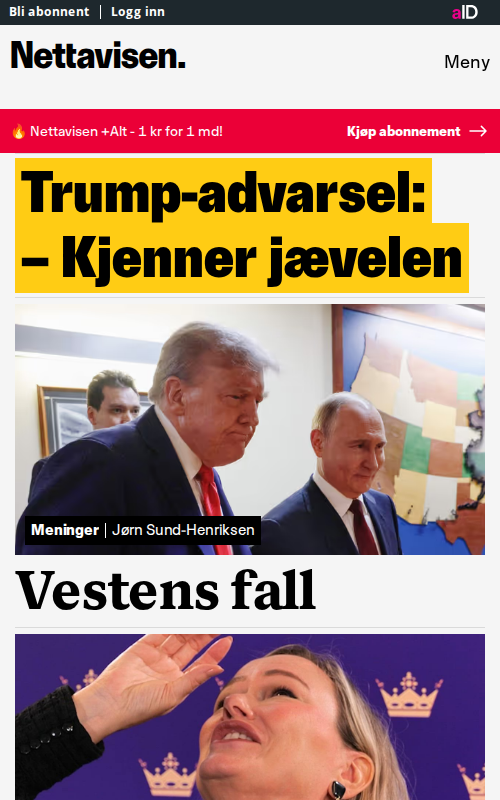 Bli abonnent | Logg inn
aID
Nettavisen.
Meny
🔥 Nettavisen +Alt - 1 kr for 1 md!
Kjøp abonnement →
Trump-advarsel:
– Kjenner jævelen
Meninger | Jørn Sund-Henriksen
Vestens fall